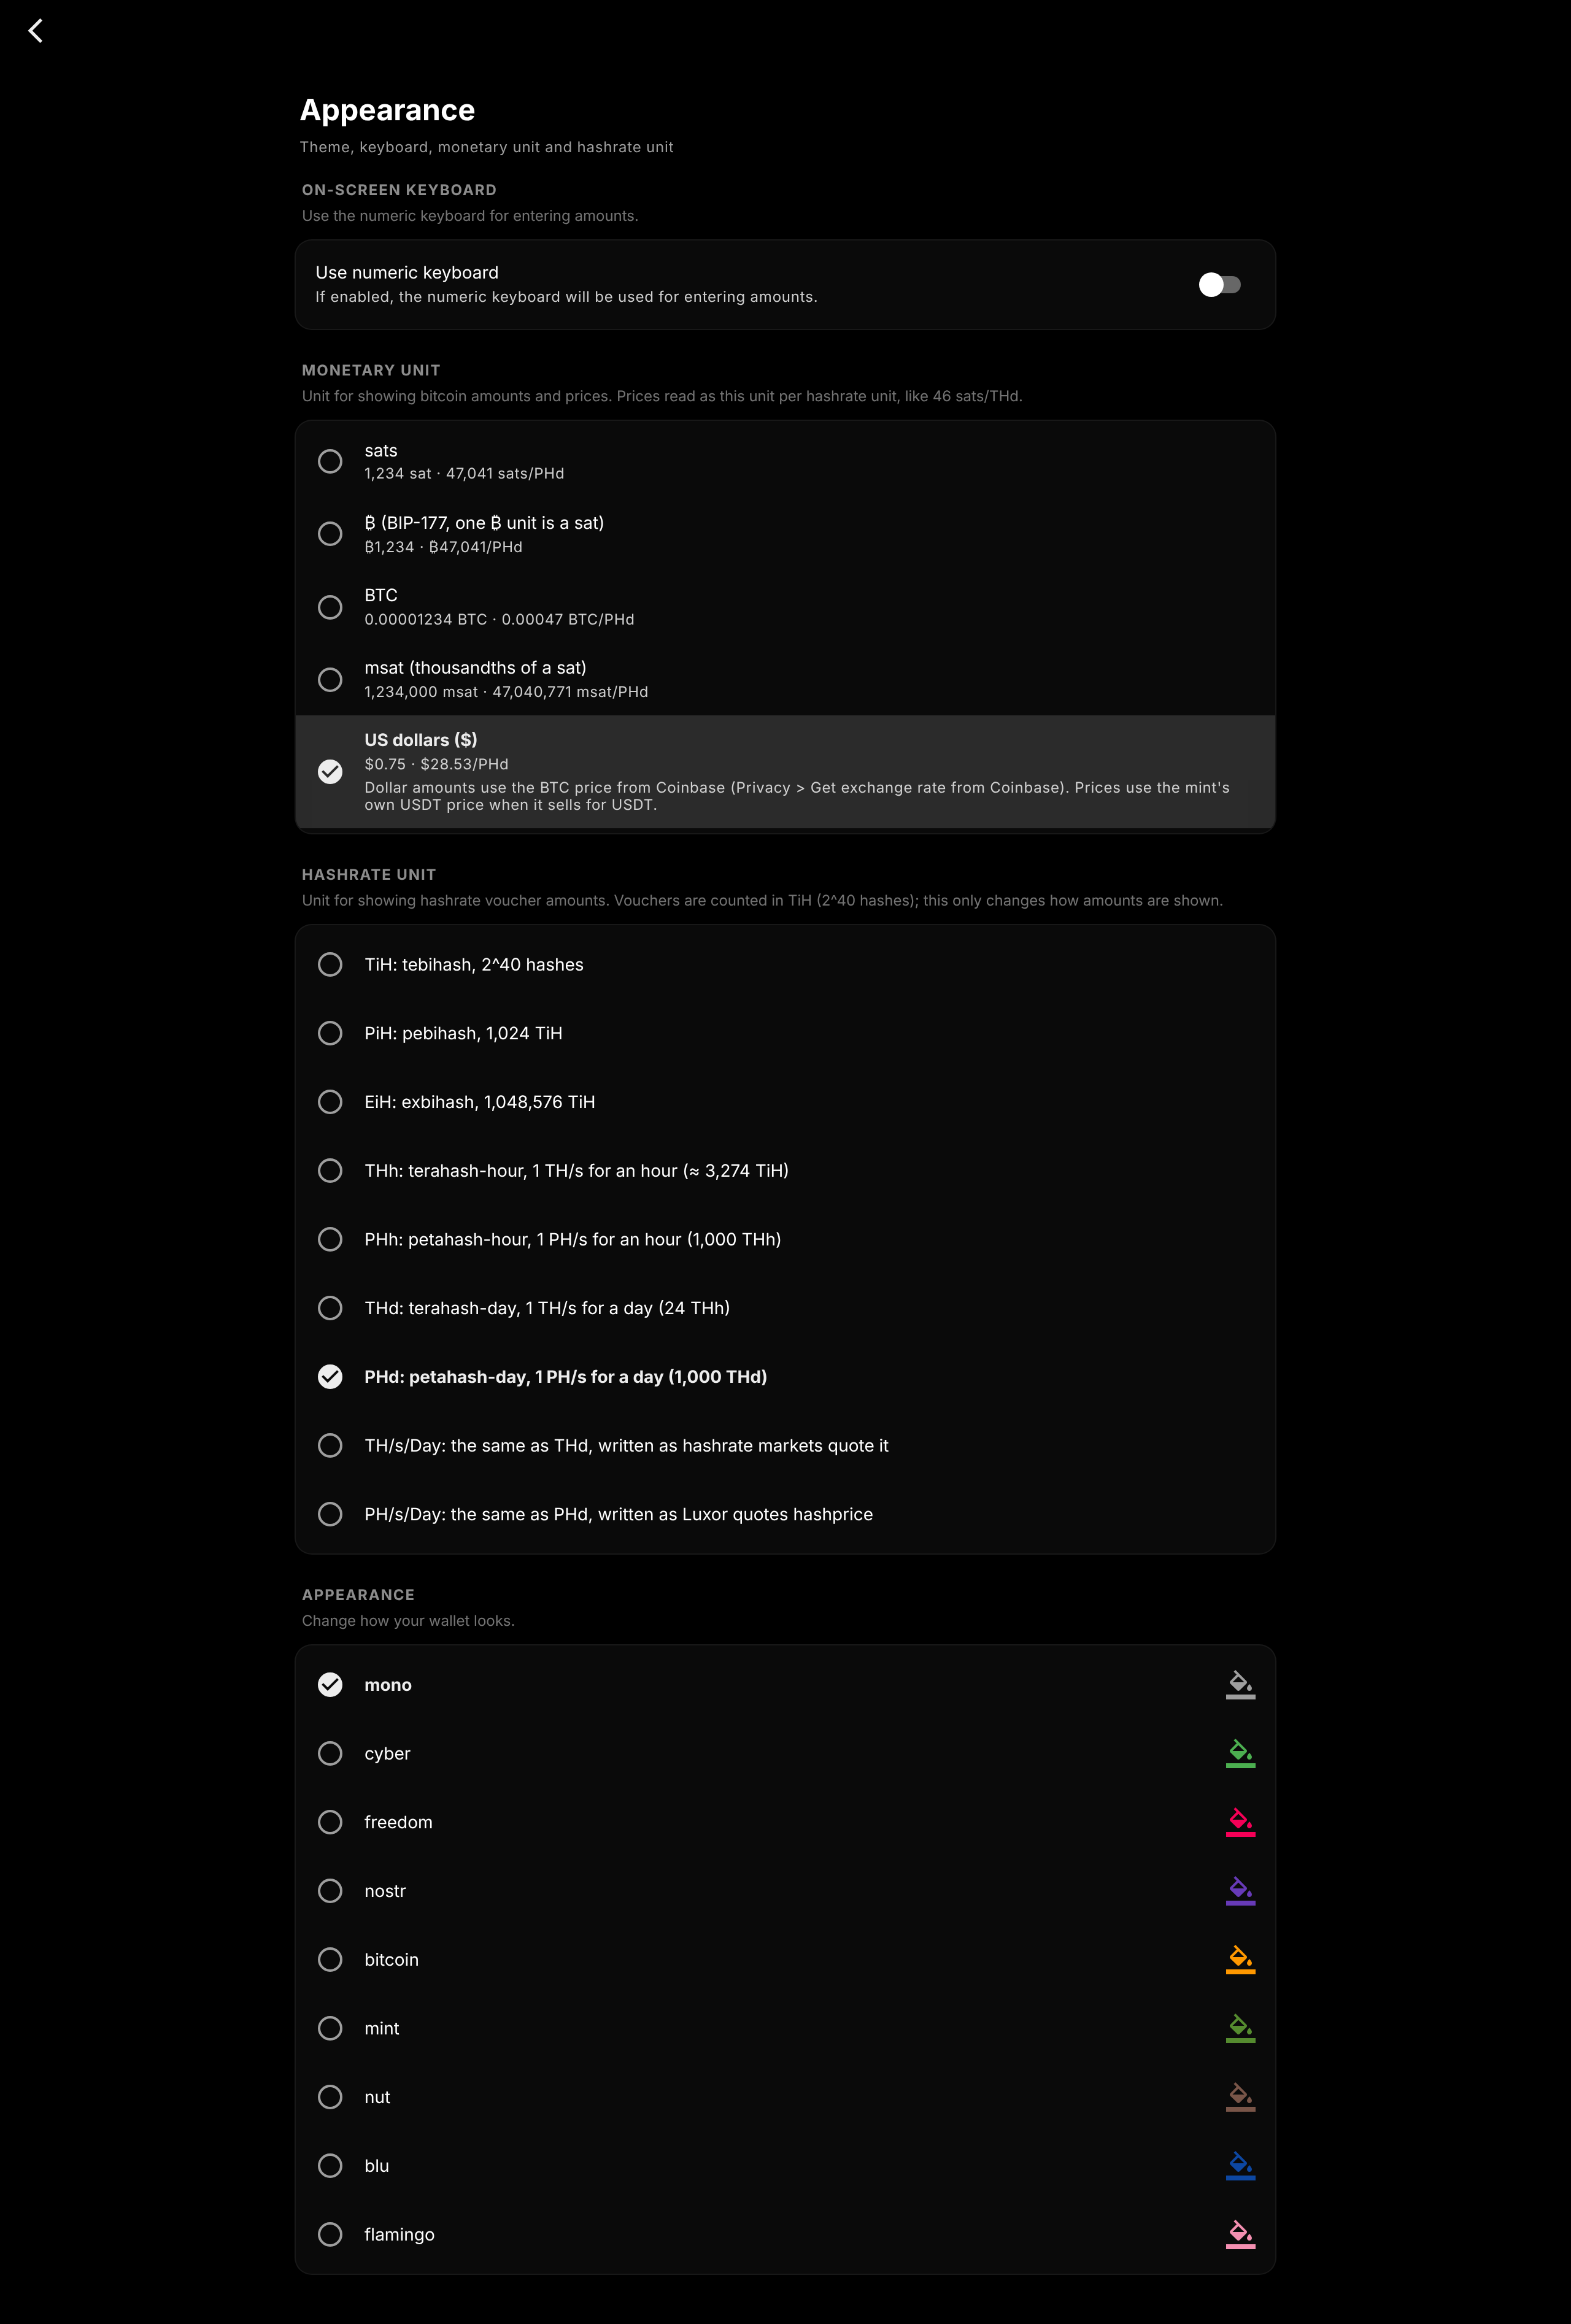 Appearance
Theme, keyboard, monetary unit and hashrate unit
ON-SCREEN KEYBOARD
Use the numeric keyboard for entering amounts.
Use numeric keyboard
If enabled, the numeric keyboard will be used for entering amounts.
MONETARY UNIT
Unit for showing bitcoin amounts and prices. Prices read as this unit per hashrate unit, like 46 sats/THd.
sats
1,234 sat · 47,041 sats/PHd
₿ (BIP-177, one ₿ unit is a sat)
₿1,234 · ₿47,041/PHd
BTC
0.00001234 BTC · 0.00047 BTC/PHd
msat (thousandths of a sat)
1,234,000 msat · 47,040,771 msat/PHd
US dollars ($)
$0.75 · $28.53/PHd
Dollar amounts use the BTC price from Coinbase (Privacy > Get exchange rate from Coinbase). Prices use the mint's
own USDT price when it sells for USDT.
HASHRATE UNIT
Unit for showing hashrate voucher amounts. Vouchers are counted in TiH (2^40 hashes); this only changes how amounts are shown.
TiH: tebihash, 2^40 hashes
PiH: pebihash, 1,024 TiH
EiH: exbihash, 1,048,576 TiH
THh: terahash-hour, 1 TH/s for an hour (≈ 3,274 TiH)
PHh: petahash-hour, 1 PH/s for an hour (1,000 THh)
THd: terahash-day, 1 TH/s for a day (24 THh)
PHd: petahash-day, 1 PH/s for a day (1,000 THd)
TH/s/Day: the same as THd, written as hashrate markets quote it
PH/s/Day: the same as PHd, written as Luxor quotes hashprice
APPEARANCE
Change how your wallet looks.
mono
cyber
freedom
nostr
bitcoin
mint
nut
blu
flamingo